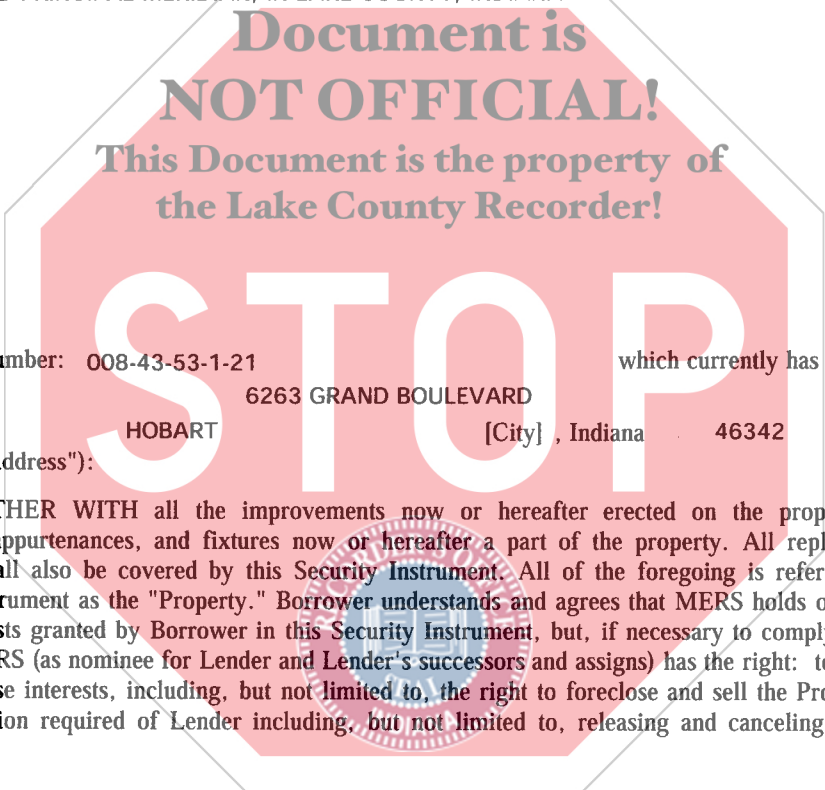 Document is
NOT OFFICIAL!
This Document is the property of
the Lake County Recorder!
STOP
umber: 008-43-53-1-21 which currently has
6263 GRAND BOULEVARD
HOBART [City] , Indiana 46342
ddress"):
THER WITH all the improvements now or hereafter erected on the prop
appurtenances, and fixtures now or hereafter a part of the property. All repl
all also be covered by this Security Instrument. All of the foregoing is refer
rument as the "Property." Borrower understands and agrees that MERS holds o
sts granted by Borrower in this Security Instrument, but, if necessary to comply
RS (as nominee for Lender and Lender's successors and assigns) has the right: to
se interests, including, but not limited to, the right to foreclose and sell the Pro
ion required of Lender including, but not limited to, releasing and canceling
SEAL
INDIANA